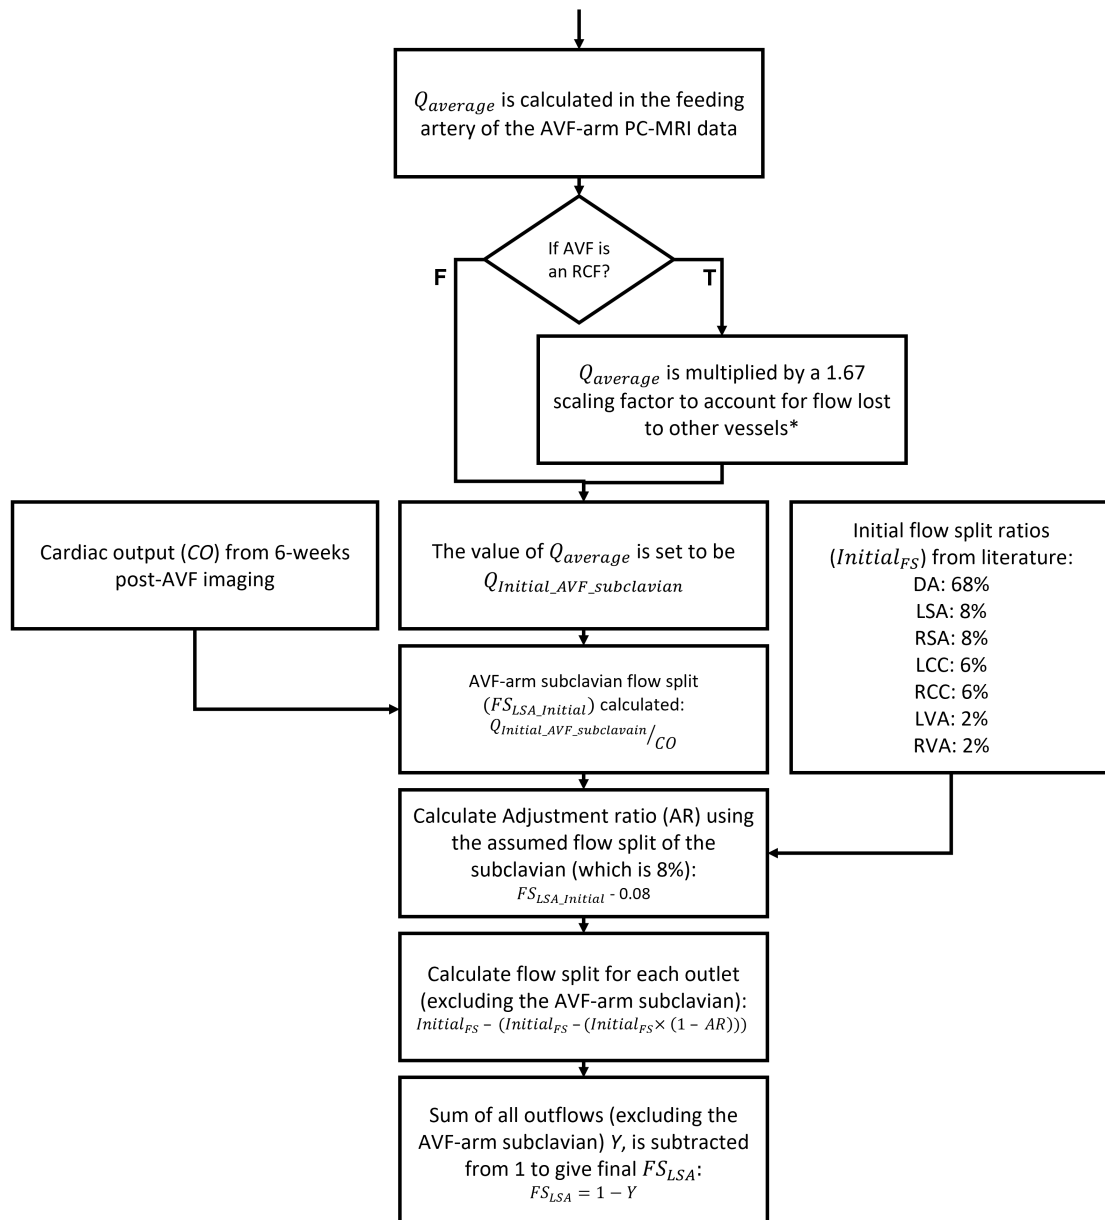 Q_average is calculated in the feeding
artery of the AVF-arm PC-MRI data
If AVF is
an RCF?
F
T
Q_average is multiplied by a 1.67
scaling factor to account for flow lost
to other vessels*
Cardiac output (CO) from 6-weeks
post-AVF imaging
The value of Q_average is set to be
Q_Initial_AVF_subclavian
Initial flow split ratios
(Initial_FS) from literature:
DA: 68%
LSA: 8%
RSA: 8%
LCC: 6%
RCC: 6%
LVA: 2%
RVA: 2%
AVF-arm subclavian flow split
(FS_LSA_Initial) calculated:
Q_Initial_AVF_subclavain/CO
Calculate Adjustment ratio (AR) using
the assumed flow split of the
subclavian (which is 8%):
FS_LSA_Initial - 0.08
Calculate flow split for each outlet
(excluding the AVF-arm subclavian):
Initial_FS – (Initial_FS – (Initial_FS × (1 – AR)))
Sum of all outflows (excluding the
AVF-arm subclavian) Y, is subtracted
from 1 to give final FS_LSA:
FS_LSA = 1 − Y